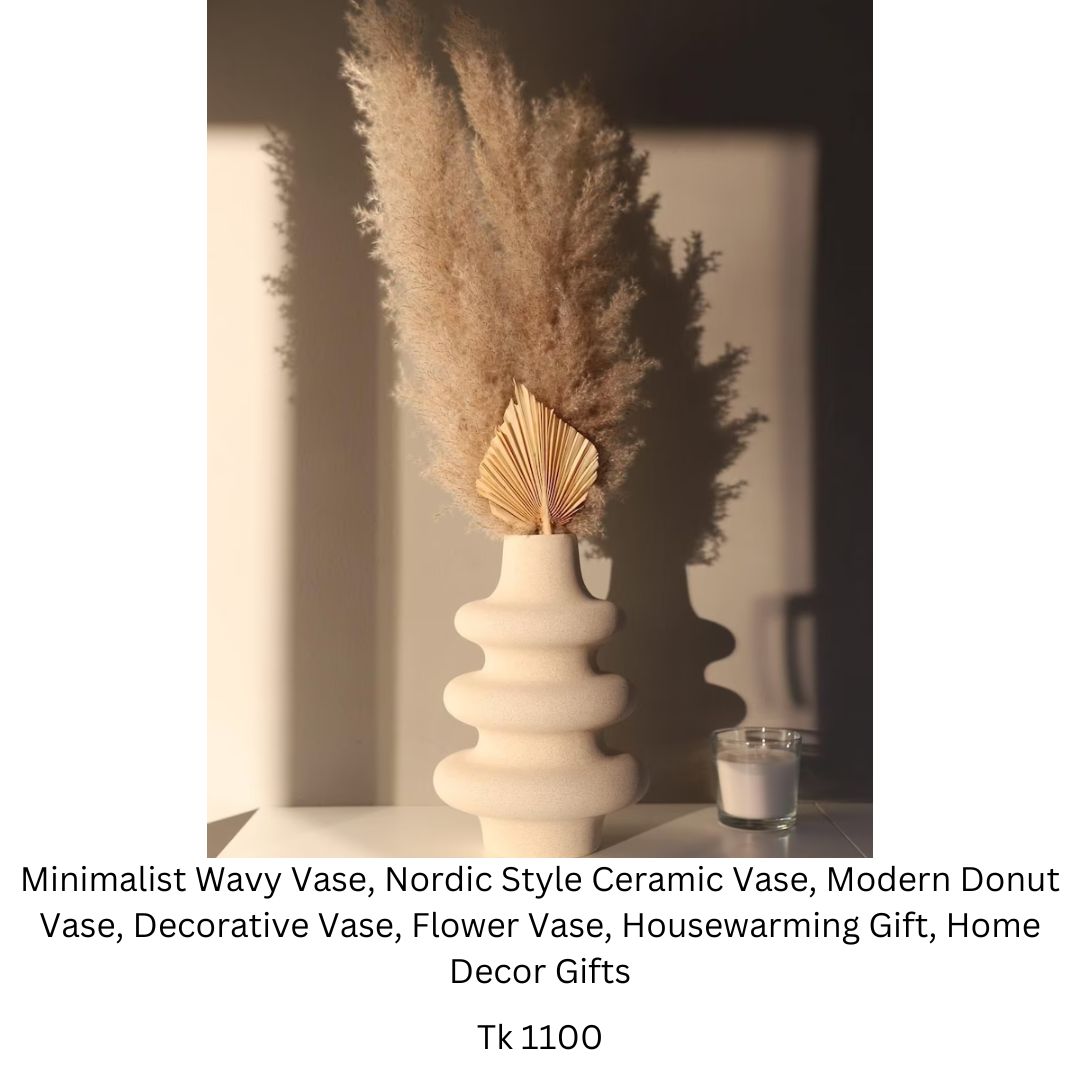 Minimalist Wavy Vase, Nordic Style Ceramic Vase, Modern Donut
Vase, Decorative Vase, Flower Vase, Housewarming Gift, Home
Decor Gifts
Tk 1100